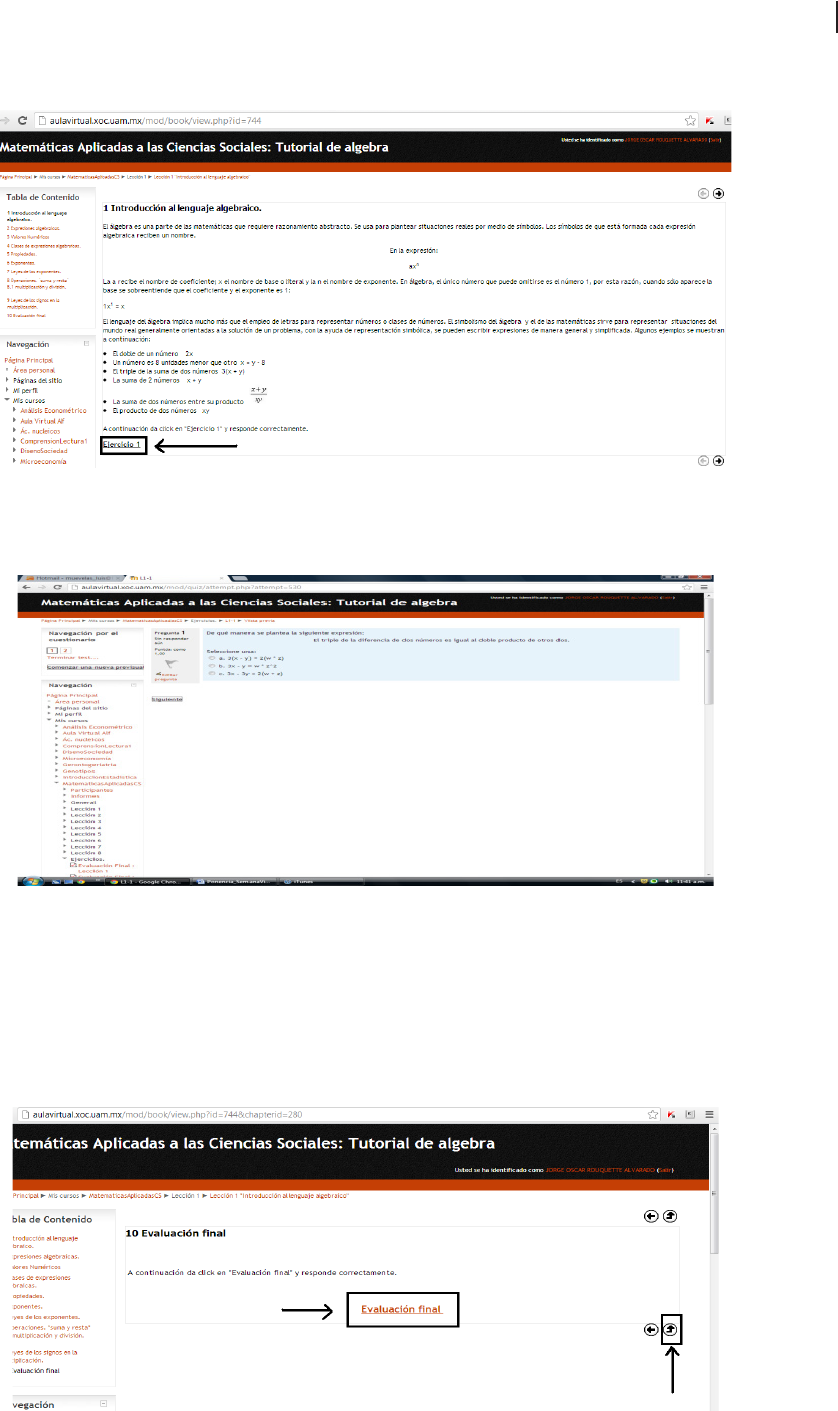 aulavirtual.xoc.uam.mx/mod/book/view.php?id=744
Matemáticas Aplicadas a las Ciencias Sociales: Tutorial de algebra
Usted se ha identificado como JORGE OSCAR ROUQUETTE ALVARADO (Salir)
Página Principal ► Mis cursos ► MatematicasAplicadasCS ► Lección 1 ► Lección 1 "Introducción al lenguaje algebraico"
Tabla de Contenido
1 Introducción al lenguaje
algebraico.
2 Expresiones algebraicas.
3 Valores Numéricos
4 Clases de expresiones algebraicas.
5 Propiedades.
6 Exponentes.
7 Leyes de los exponentes.
8 Operaciones. "suma y resta"
8.1 multiplicación y división.
9 Leyes de los signos en la
multiplicación.
10 Evaluación final
Navegación
Página Principal
Área personal
Páginas del sitio
Mi perfil
Mis cursos
Análisis Econométrico
Aula Virtual Alf
Ác. nucleicos
ComprensionLectura1
DisenoSociedad
Microeconomía
1 Introducción al lenguaje algebraico.
El álgebra es una parte de las matemáticas que requiere razonamiento abstracto. Se usa para plantear situaciones reales por medio de símbolos. Los símbolos de que está formada cada expresión
algebraica reciben un nombre.
En la expresión:
axⁿ
La a recibe el nombre de coeficiente; x el nombre de base o literal y la n el nombre de exponente. En álgebra, el único número que puede omitirse es el número 1, por esta razón, cuando sólo aparece la
base se sobreentiende que el coeficiente y el exponente es 1:
1x¹ = x
El lenguaje del álgebra implica mucho más que el empleo de letras para representar números o clases de números. El simbolismo del álgebra y el de las matemáticas sirve para representar situaciones del
mundo real generalmente orientadas a la solución de un problema, con la ayuda de representación simbólica, se pueden escribir expresiones de manera general y simplificada. Algunos ejemplos se muestran
a continuación:
• El doble de un número 2x
• Un número es 8 unidades menor que otro x = y - 8
• El triple de la suma de dos números 3(x + y)
• La suma de 2 números x + y
• La suma de dos números entre su producto x+y / xy
• El producto de dos números xy
A continuación da click en "Ejercicio 1" y responde correctamente.
Ejercicio 1
Hotmail - L1-1
aulavirtual.xoc.uam.mx/mod/quiz/attempt.php?attempt=530
Matemáticas Aplicadas a las Ciencias Sociales: Tutorial de algebra
Usted se ha identificado como JORGE OSCAR ROUQUETTE ALVARADO (Salir)
Página Principal ► Mis cursos ► MatematicasAplicadasCS ► Ejercicios. ► L1-1 ► Vista previa
Navegación por el
cuestionario
1 2
Terminar test...
Comenzar una nueva previsual
Navegación
Página Principal
Área personal
Páginas del sitio
Mi perfil
Mis cursos
Análisis Econométrico
Aula Virtual Alf
Ác. nucleicos
ComprensionLectura1
DisenoSociedad
Microeconomía
Gerontogeriatria
Genotipos
IntroduccionEstadistica
MatematicasAplicadasCS
Participantes
Informes
General
Lección 1
Lección 2
Lección 3
Lección 4
Lección 5
Lección 6
Lección 7
Lección 8
Ejercicios.
Evaluación Final :
Lección 1
Pregunta 1
Sin responder
aún
Puntúa como
1,00
pregunta
De qué manera se plantea la siguiente expresión:
El triple de la diferencia de dos números es igual al doble producto de otros dos.
Seleccione una:
a. 3(x - y) = 2(w * z)
b. 3x - y = w * z^2
c. 3x - 3y = 2(w - z)
Siguiente
L1-1 - Google Chro...
Ponencia_SemanaVi...
iTunes
ES
11:41 a.m.
aulavirtual.xoc.uam.mx/mod/book/view.php?id=744&chapterid=280
temáticas Aplicadas a las Ciencias Sociales: Tutorial de algebra
Usted se ha identificado como JORGE OSCAR ROUQUETTE ALVARADO (Salir)
Principal ► Mis cursos ► MatematicasAplicadasCS ► Lección 1 ► Lección 1 "Introducción al lenguaje algebraico"
bla de Contenido
troducción al lenguaje
braico.
presiones algebraicas.
lores Numéricos
ases de expresiones
braicas.
opiedades.
ponentes.
yes de los exponentes.
peraciones. "suma y resta"
multiplicación y división.
yes de los signos en la
tiplicación.
Evaluación final
vegación
10 Evaluación final
A continuación da click en "Evaluación final" y responde correctamente.
Evaluación final